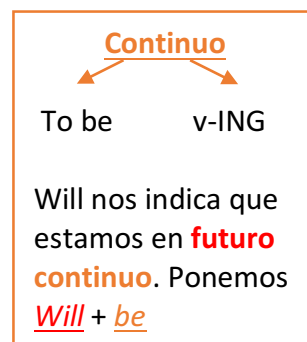 Continuo
To be v-ING
Will nos indica que
estamos en futuro
continuo. Ponemos
Will + be